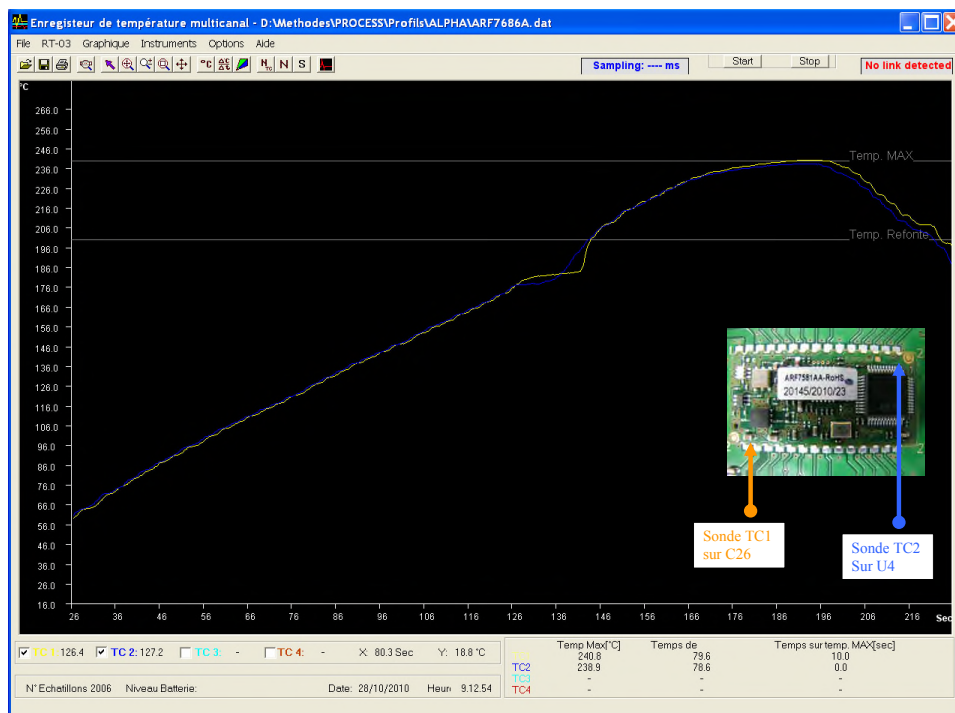 Enregisteur de température multicanal - D:\Methodes\PROCESS\Profils\ALPHA\ARF7686A.dat
File RT-03 Graphique Instruments Options Aide
Sampling: ---- ms Start Stop No link detected
°C
266.0
256.0
246.0
236.0
226.0
216.0
206.0
196.0
186.0
176.0
166.0
156.0
146.0
136.0
126.0
116.0
106.0
96.0
86.0
76.0
66.0
56.0
46.0
36.0
26.0
16.0
Temp. MAX
Temp. Refonte
ARF7581AA-RoHS
20145/2010/23
Sonde TC1
sur C26
Sonde TC2
Sur U4
26 36 46 56 66 76 86 96 106 116 126 136 146 156 166 176 186 196 206 216 Sec
TC 1: 126.4 TC 2: 127.2 TC 3: - TC 4: - X: 80.3 Sec Y: 18.8 °C
N° Echatillons 2006 Niveau Batterie: Date: 28/10/2010 Heure 9.12.54
Temp Max[°C] Temps de Temps sur temp. MAX[sec]
240.8 79.6 10.0
TC2 238.9 78.6 0.0
TC3 - - -
TC4 - - -